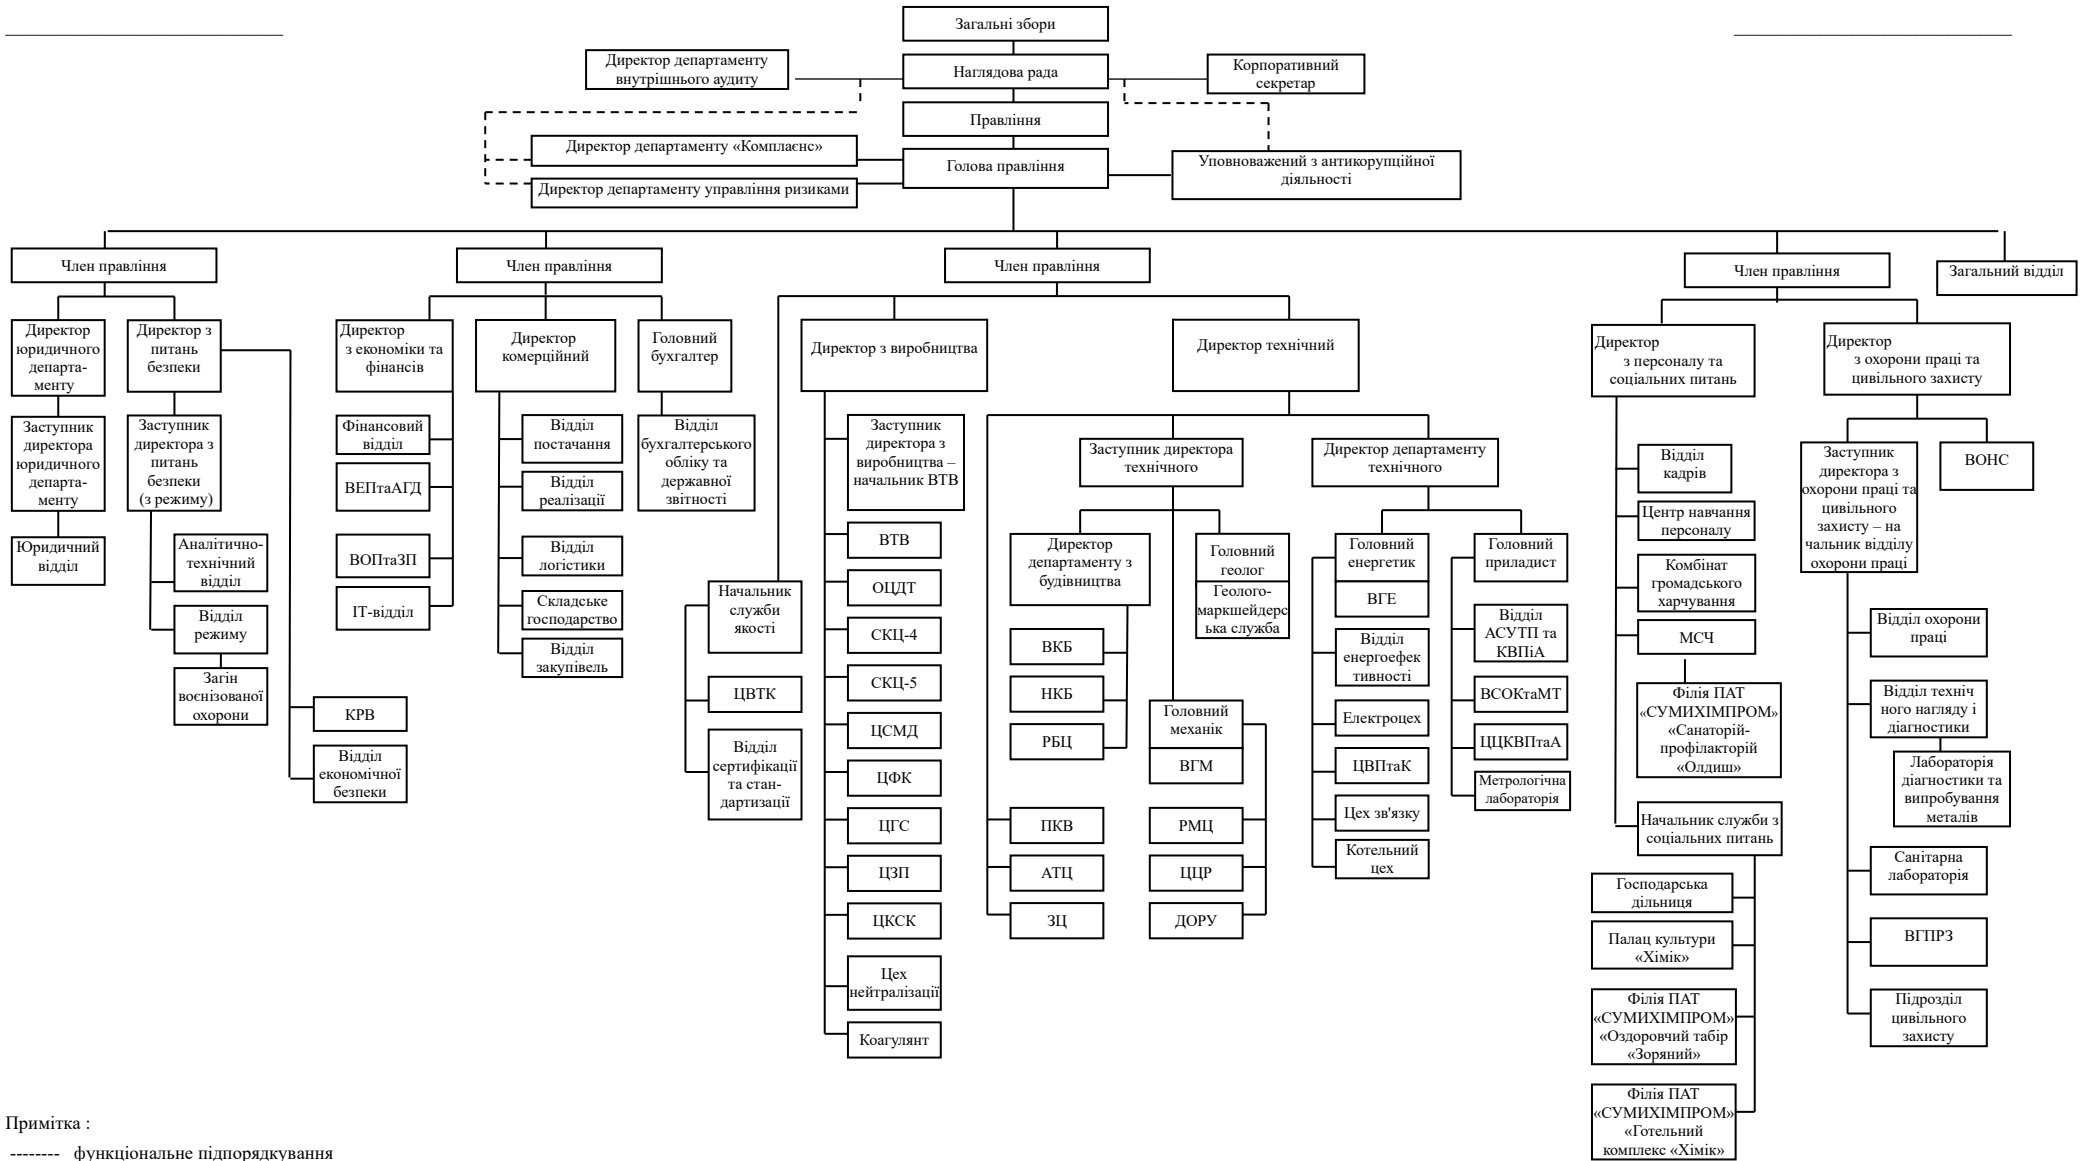 Загальні збори
Директор департаменту
внутрішнього аудиту
Наглядова рада
Корпоративний
секретар
Правління
Директор департаменту «Комплаєнс»
Голова правління
Уповноважений з антикорупційної
діяльності
Директор департаменту управління ризиками
Член правління
Член правління
Член правління
Член правління
Загальний відділ
Директор
юридичного
департа-
менту
Заступник
директора
юридичного
департа-
менту
Юридичний
відділ
Директор з
питань
безпеки
Заступник
директора з
питань
безпеки
(з режиму)
Аналітично-
технічний
відділ
Відділ
режиму
Загін
воєнізованої
охорони
КРВ
Відділ
економічної
безпеки
Директор
з економіки та
фінансів
Фінансовий
відділ
ВЕПтаАГД
ВОПтаЗП
ІТ-відділ
Директор
комерційний
Відділ
постачання
Відділ
реалізації
Відділ
логістики
Складське
господарство
Відділ
закупівель
Головний
бухгалтер
Відділ
бухгалтерського
обліку та
державної
звітності
Начальник
служби
якості
ЦВТК
Відділ
сертифікації
та стан-
дартизації
Директор з виробництва
Заступник
директора з
виробництва –
начальник ВТВ
ВТВ
ОЦДТ
СКЦ-4
СКЦ-5
ЦСМД
ЦФК
ЦГС
ЦЗП
ЦКСК
Цех
нейтралізації
Коагулянт
Директор технічний
Заступник директора
технічного
Директор
департаменту з
будівництва
ВКБ
НКБ
РБЦ
ПКВ
АТЦ
ЗЦ
Головний
геолог
Геолого-
маркшейдерс
ька служба
Головний
механік
ВГМ
РМЦ
ЦЦР
ДОРУ
Директор департаменту
технічного
Головний
енергетик
ВГЕ
Відділ
енергоефек
тивності
Електроцех
ЦВПтаК
Цех зв'язку
Котельний
цех
Головний
приладист
Відділ
АСУТП та
КВПіА
ВСОКтаМТ
ЦЦКВПтаА
Метрологічна
лабораторія
Директор
з персоналу та
соціальних питань
Відділ
кадрів
Центр навчання
персоналу
Комбінат
громадського
харчування
МСЧ
Філія ПАТ
«СУМИХІМПРОМ»
«Санаторій-
профілакторій
«Олдиш»
Начальник служби з
соціальних питань
Господарська
дільниця
Палац культури
«Хімік»
Філія ПАТ
«СУМИХІМПРОМ»
«Оздоровчий табір
«Зоряний»
Філія ПАТ
«СУМИХІМПРОМ»
«Готельний
комплекс «Хімік»
Директор
з охорони праці та
цивільного захисту
Заступник
директора з
охорони праці та
цивільного
захисту – на
чальник відділу
охорони праці
ВОНС
Відділ охорони
праці
Відділ техніч
ного нагляду і
діагностики
Лабораторія
діагностики та
випробування
металів
Санітарна
лабораторія
ВГПРЗ
Підрозділ
цивільного
захисту
Примітка :
-------- функціональне підпорядкування